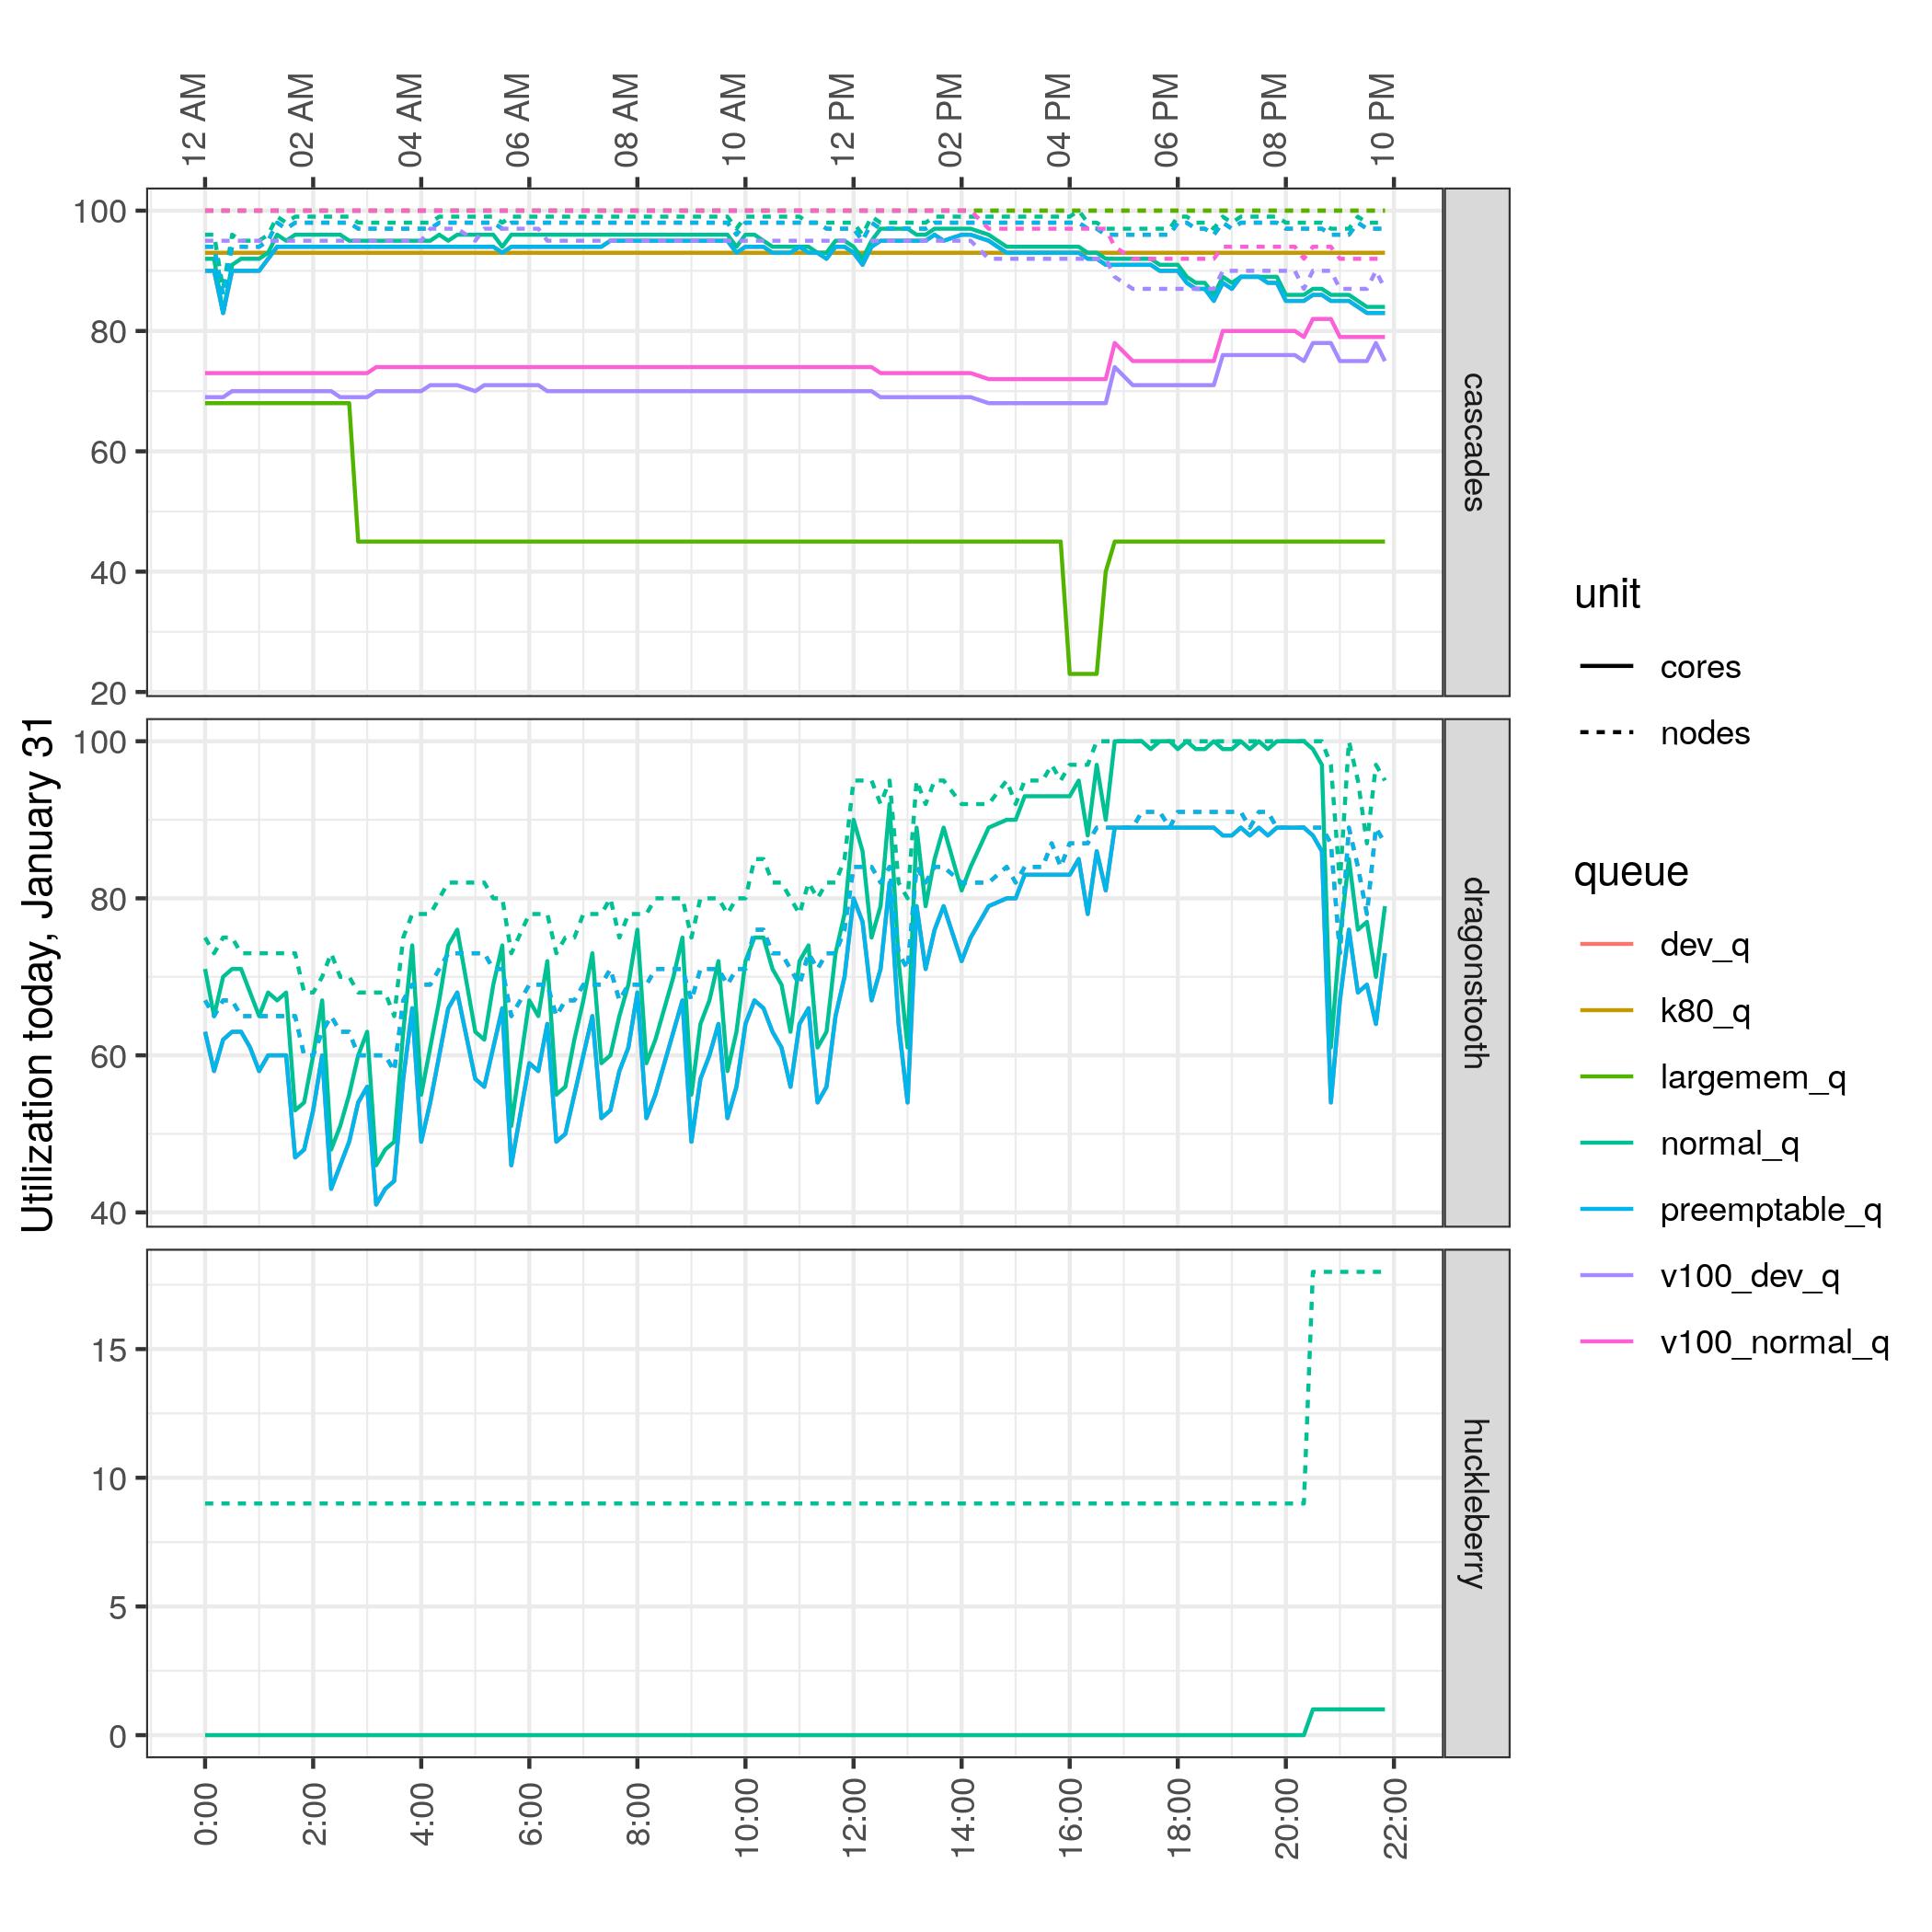 12 AM
02 AM
04 AM
06 AM
08 AM
10 AM
12 PM
02 PM
04 PM
06 PM
08 PM
10 PM
Utilization today, January 31
100
80
60
40
20
cascades
100
80
60
40
dragonstooth
15
10
5
0
huckleberry
0:00
2:00
4:00
6:00
8:00
10:00
12:00
14:00
16:00
18:00
20:00
22:00
unit
cores
nodes
queue
dev_q
k80_q
largemem_q
normal_q
preemptable_q
v100_dev_q
v100_normal_q